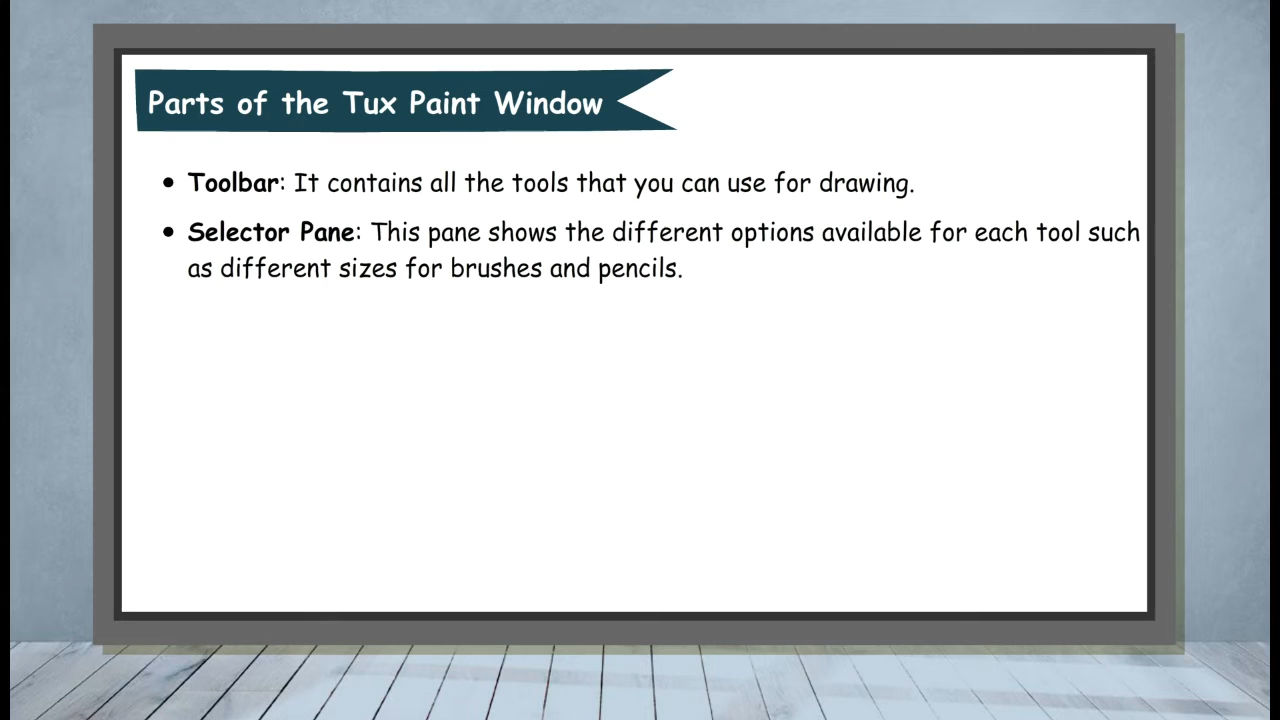 Parts of the Tux Paint Window
• Toolbar: It contains all the tools that you can use for drawing.
• Selector Pane: This pane shows the different options available for each tool such
as different sizes for brushes and pencils.